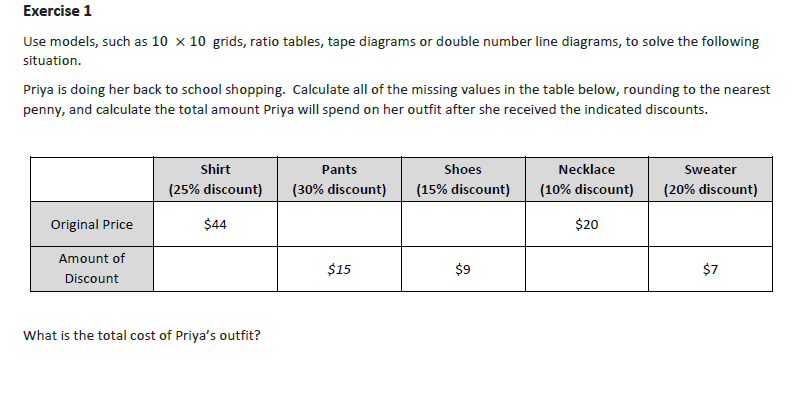 Exercise 1
Use models, such as 10 × 10 grids, ratio tables, tape diagrams or double number line diagrams, to solve the following
situation.
Priya is doing her back to school shopping. Calculate all of the missing values in the table below, rounding to the nearest
penny, and calculate the total amount Priya will spend on her outfit after she received the indicated discounts.
Shirt Pants Shoes Necklace Sweater
(25% discount) (30% discount) (15% discount) (10% discount) (20% discount)
Original Price $44 $20
Amount of
Discount $15 $9 $7
What is the total cost of Priya's outfit?